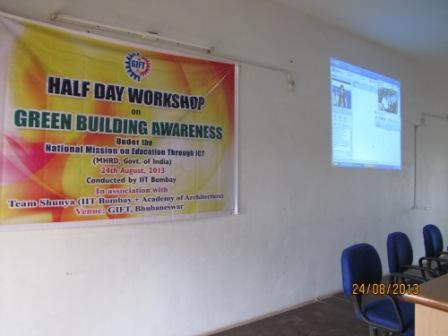 GIFT
HALF DAY WORKSHOP
on
GREEN BUILDING AWARENESS
Under the
National Mission on Education Through ICT
(MHRD, Govt. of India)
24th August, 2013
Conducted by IIT Bombay
In association with
Team Shunya (IIT Bombay + Academy of Architecture)
Venue: GIFT, Bhubaneswar
24/08/2013